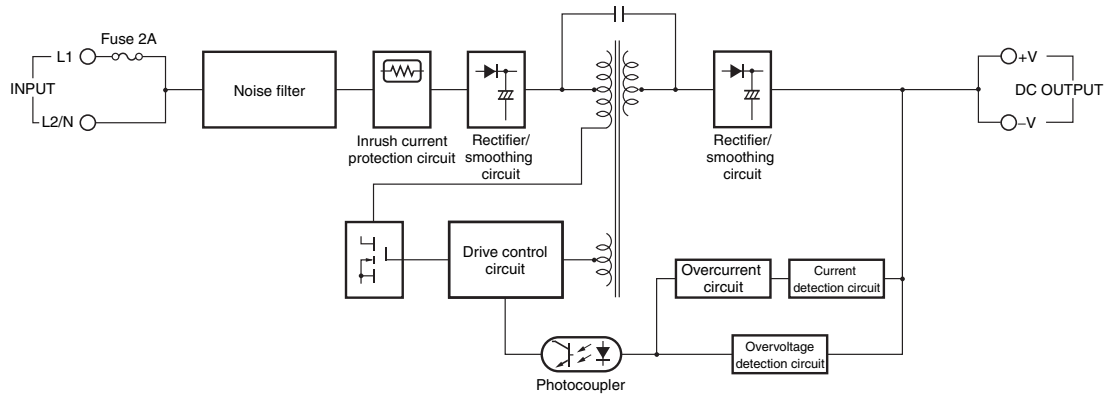 Fuse 2A
L1
INPUT
L2/N
Noise filter
Inrush current
protection circuit
Rectifier/
smoothing
circuit
Rectifier/
smoothing
circuit
+V
DC OUTPUT
–V
Drive control
circuit
Overcurrent
circuit
Current
detection circuit
Overvoltage
detection circuit
Photocoupler